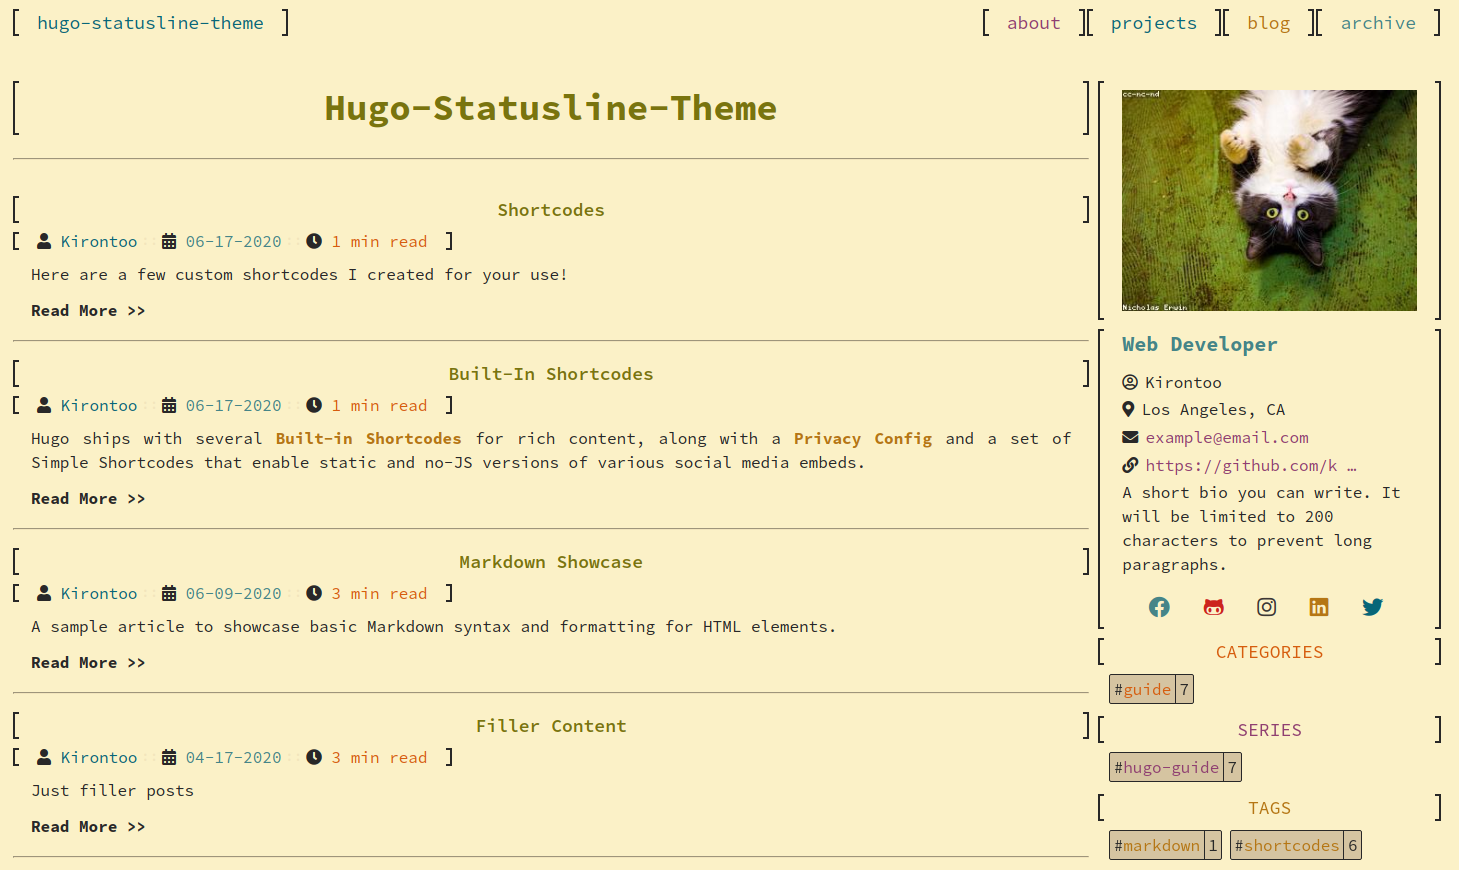 hugo-statusline-theme
about projects blog archive
Hugo-Statusline-Theme
Shortcodes
Kirontoo 06-17-2020 1 min read
Here are a few custom shortcodes I created for your use!
Read More >>
Built-In Shortcodes
Kirontoo 06-17-2020 1 min read
Hugo ships with several Built-in Shortcodes for rich content, along with a Privacy Config and a set of
Simple Shortcodes that enable static and no-JS versions of various social media embeds.
Read More >>
Markdown Showcase
Kirontoo 06-09-2020 3 min read
A sample article to showcase basic Markdown syntax and formatting for HTML elements.
Read More >>
Filler Content
Kirontoo 04-17-2020 3 min read
Just filler posts
Read More >>
cc-nc-nd
Nicholas Erwin
Web Developer
Kirontoo
Los Angeles, CA
example@email.com
https://github.com/k …
A short bio you can write. It
will be limited to 200
characters to prevent long
paragraphs.
CATEGORIES
#guide 7
SERIES
#hugo-guide 7
TAGS
#markdown 1 #shortcodes 6